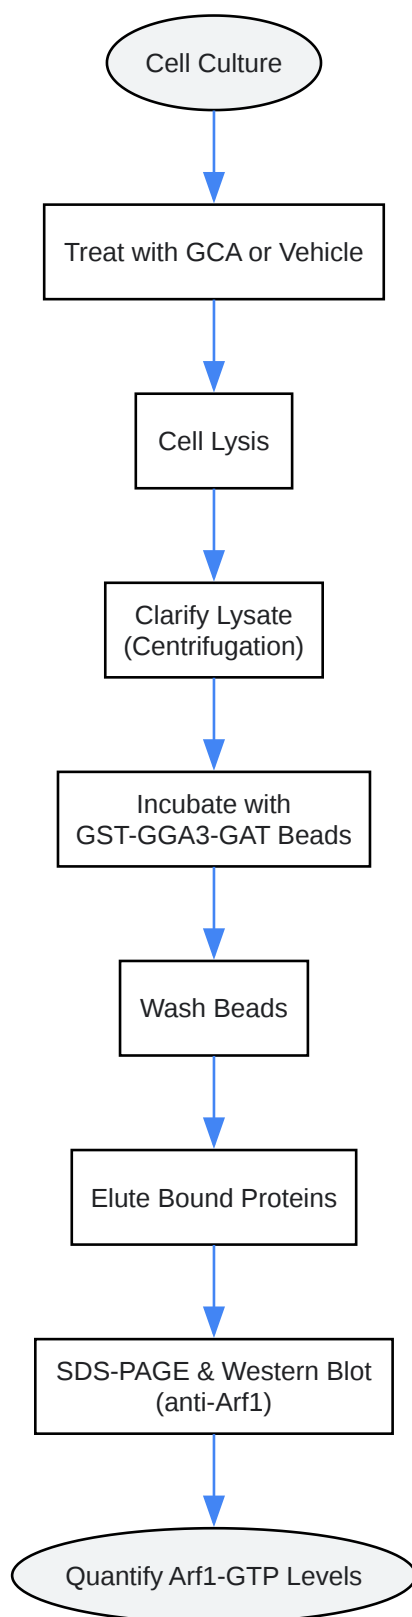 Cell Culture
Treat with GCA or Vehicle
Cell Lysis
Clarify Lysate
(Centrifugation)
Incubate with
GST-GGA3-GAT Beads
Wash Beads
Elute Bound Proteins
SDS-PAGE & Western Blot
(anti-Arf1)
Quantify Arf1-GTP Levels